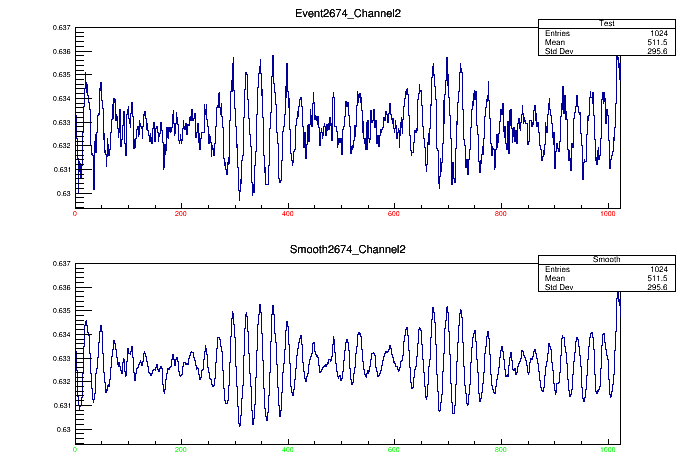 Event2674_Channel2
Test
Entries 1024
Mean 511.5
Std Dev 295.6
0.637
0.636
0.635
0.634
0.633
0.632
0.631
0.63
0 200 400 600 800 1000
Smooth2674_Channel2
Smooth
Entries 1024
Mean 511.5
Std Dev 295.6
0.637
0.636
0.635
0.634
0.633
0.632
0.631
0.63
0 200 400 600 800 1000